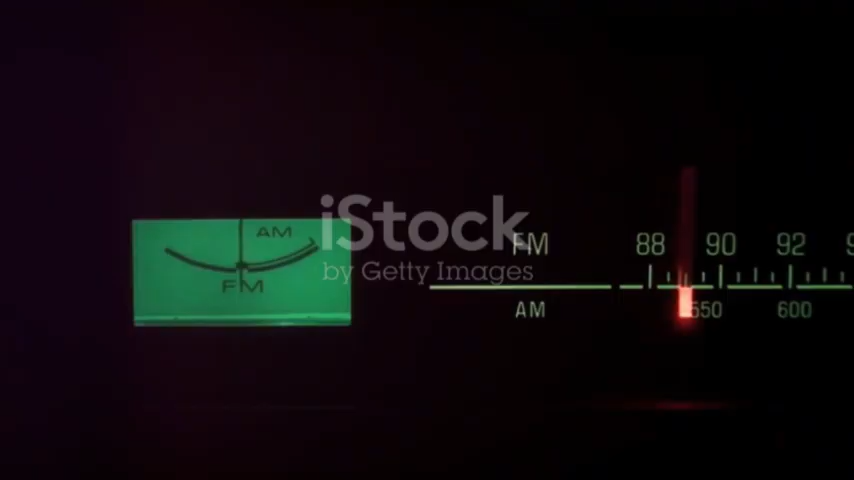 iStock
by Getty Images
AM
FM
FM 88 90 92
AM 550 600